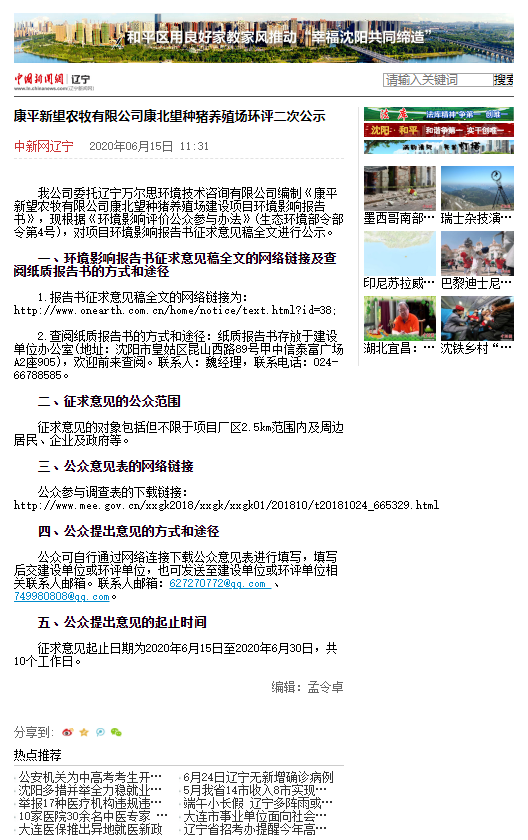 和平区用良好家教家风推动“幸福沈阳共同缔造”
中国新闻网 | 辽宁
www.ln.chinanews.com(辽宁新闻网)
请输入关键词 搜索
康平新望农牧有限公司康北望种猪养殖场环评二次公示
中新网辽宁 2020年06月15日 11:31
我公司委托辽宁万尔思环境技术咨询有限公司编制《康平
新望农牧有限公司康北望种猪养殖场建设项目环境影响报告
书》，现根据《环境影响评价公众参与办法》(生态环境部令部
令第4号)，对项目环境影响报告书征求意见稿全文进行公示。
一、环境影响报告书征求意见稿全文的网络链接及查
阅纸质报告书的方式和途径
1.报告书征求意见稿全文的网络链接为:
http://www.onearth.com.cn/home/notice/text.html?id=38;
2.查阅纸质报告书的方式和途径: 纸质报告书存放于建设
单位办公室(地址: 沈阳市皇姑区昆山西路89号甲中信泰富广场
A2座905)，欢迎前来查阅。联系人: 魏经理，联系电话: 024-
66788585。
二、征求意见的公众范围
征求意见的对象包括但不限于项目厂区2.5km范围内及周边
居民、企业及政府等。
三、公众意见表的网络链接
公众参与调查表的下载链接:
http://www.mee.gov.cn/xxgk2018/xxgk/xxgk01/201810/t20181024_665329.html
四、公众提出意见的方式和途径
公众可自行通过网络连接下载公众意见表进行填写，填写
后交建设单位或环评单位，也可发送至建设单位或环评单位相
关联系人邮箱。联系人邮箱: 627270772@qq.com 、
749980808@qq.com。
五、公众提出意见的起止时间
征求意见起止日期为2020年6月15日至2020年6月30日，共
10个工作日。
编辑: 孟令卓
分享到:
热点推荐
公安机关为中高考考生开…
沈阳多措并举全力稳就业…
举报17种医疗机构违规违…
10家医院30余名中医专家 …
大连医保推出异地就医新政
6月24日辽宁无新增确诊病例
5月我省14市收入8市实现…
端午小长假 辽宁多阵雨或…
大连市事业单位面向社会…
辽宁省招考办提醒今年高…
法库 法库精神“争第一 创唯一”
沈阳·和平 和谐争第一 实干创唯一
墨西哥南部…
瑞士杂技演…
印尼苏拉威…
巴黎迪士尼…
湖北宜昌: …
沈铁乡村“…